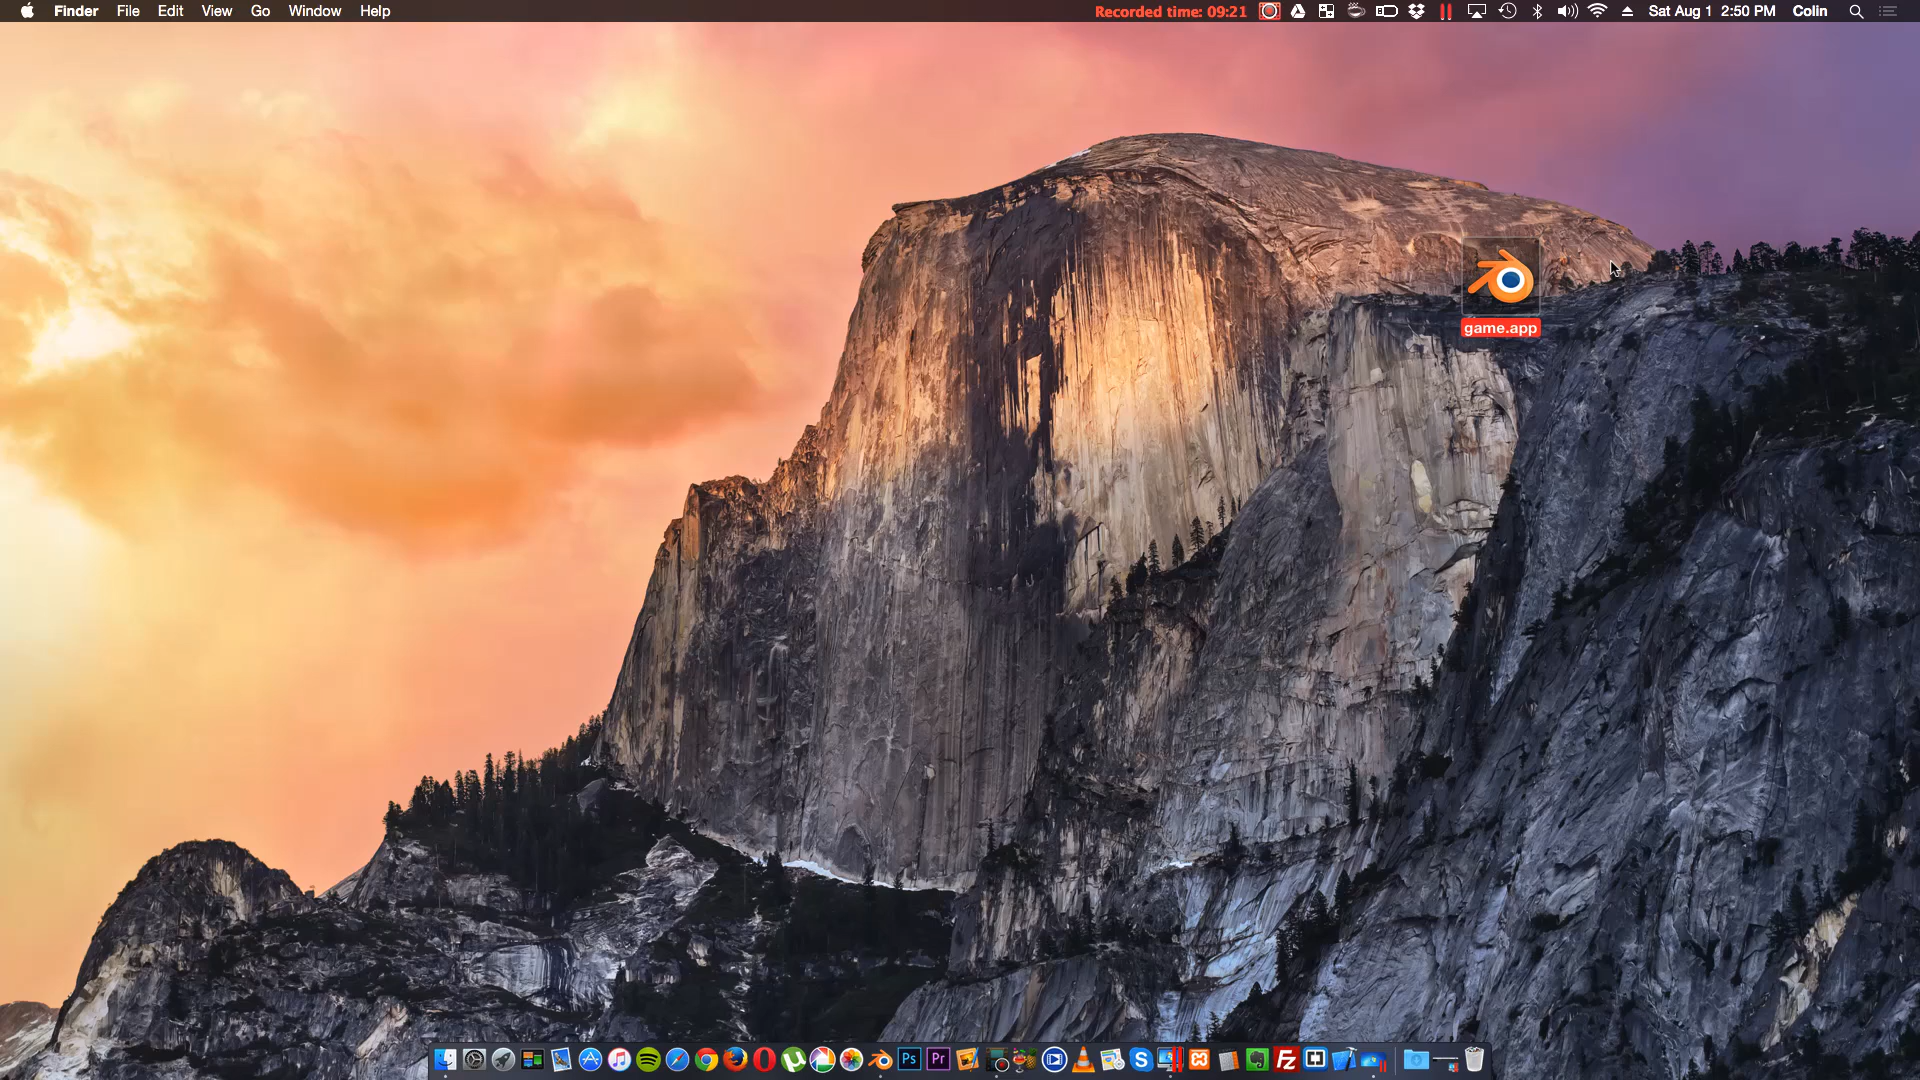 Finder File Edit View Go Window Help Recorded time: 09:21 Sat Aug 1 2:50 PM Colin
game.app
Ps Pr Fz